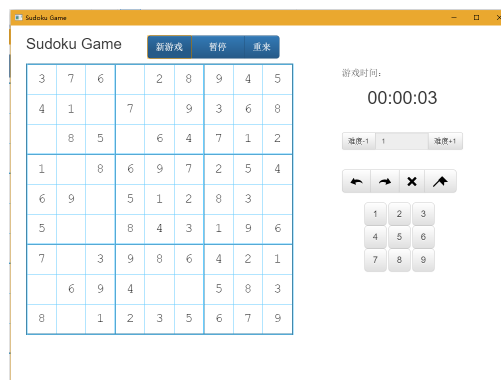 Sudoku Game
Sudoku Game 新游戏 暂停 重来
3 7 6 2 8 9 4 5
4 1 7 9 3 6 8
8 5 6 4 7 1 2
1 8 6 9 7 2 5 4
6 9 5 1 2 8 3
5 8 4 3 1 9 6
7 3 9 8 6 4 2 1
6 9 4 5 8 3
8 1 2 3 5 6 7 9
游戏时间：
00:00:03
难度-1 1 难度+1
1 2 3
4 5 6
7 8 9